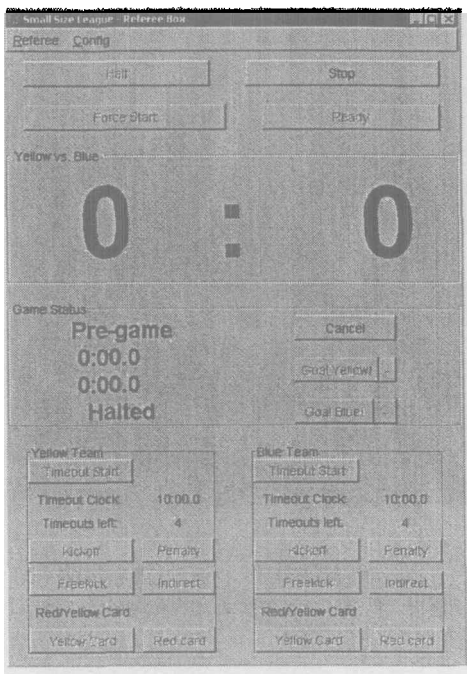 Small Size League - Referee Box
Referee Config
Halt Stop
Force Start Ready
Yellow vs. Blue
0 : 0
Game Status
Pre-game Cancel
0:00.0
Goal Yellow! -
0:00.0
Halted Goal Blue! -
Yellow Team Blue Team
Timeout Start Timeout Start
Timeout Clock: 10:00.0 Timeout Clock: 10:00.0
Timeouts left: 4 Timeouts left: 4
Kickoff Penalty Kickoff Penalty
Freekick Indirect Freekick Indirect
Red/Yellow Card Red/Yellow Card
Yellow Card Red card Yellow Card Red card